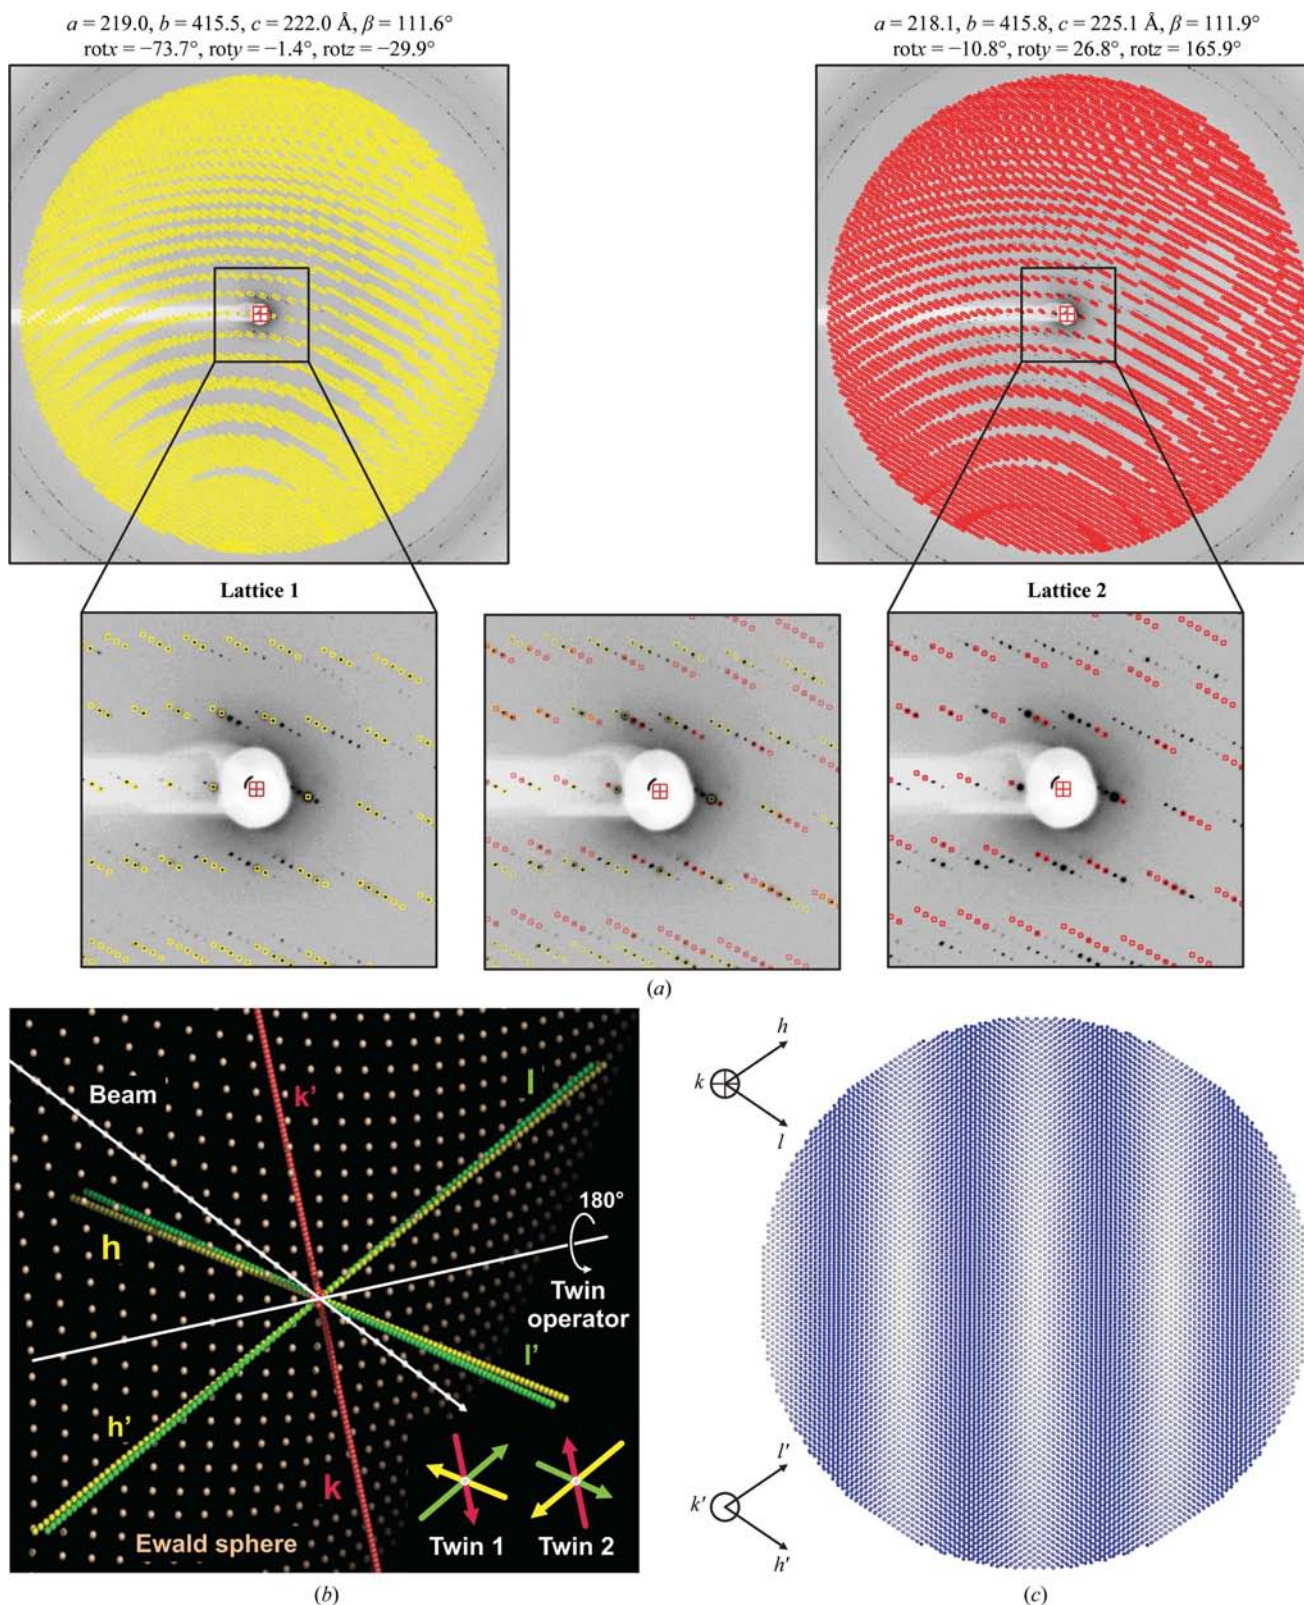 a = 219.0, b = 415.5, c = 222.0 Å, β = 111.6°
rotx = −73.7°, roty = −1.4°, rotz = −29.9°
a = 218.1, b = 415.8, c = 225.1 Å, β = 111.9°
rotx = −10.8°, roty = 26.8°, rotz = 165.9°
Lattice 1
Lattice 2
(a)
Beam
k'
l
h
180°
Twin
operator
l'
h'
k
Twin 1
Twin 2
Ewald sphere
(b)
h
k
l
l'
k'
h'
(c)